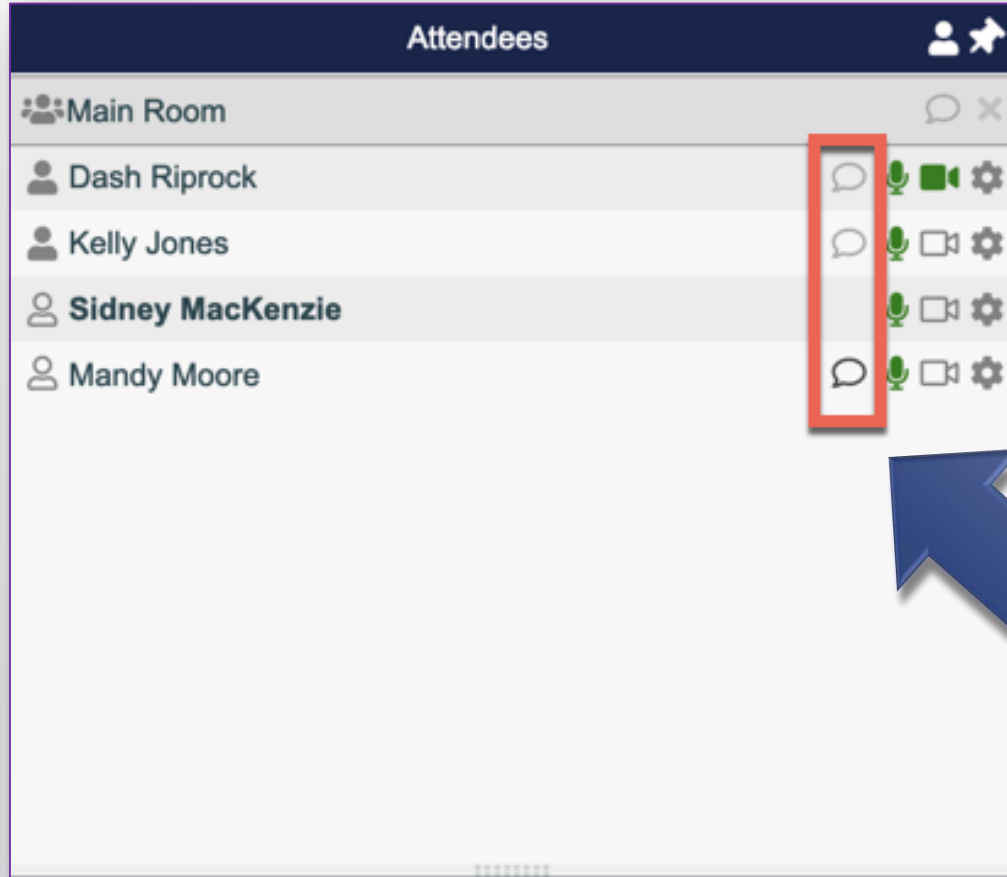 Attendees
Main Room
Dash Riprock
Kelly Jones
Sidney MacKenzie
Mandy Moore